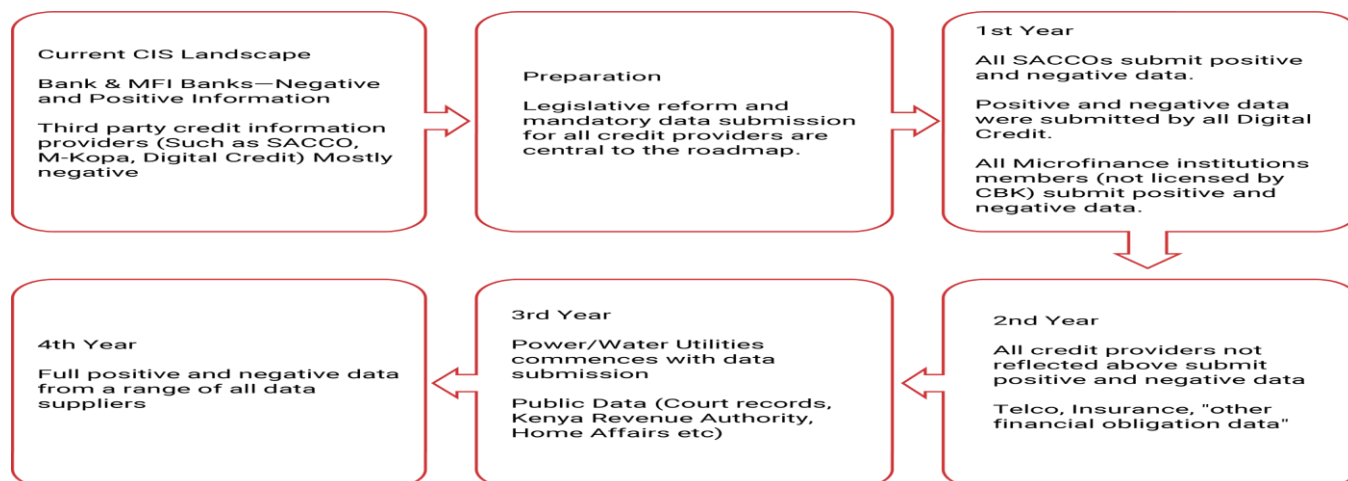 Current CIS Landscape
Bank & MFI Banks—Negative
and Positive Information
Third party credit information
providers (Such as SACCO,
M-Kopa, Digital Credit) Mostly
negative
Preparation
Legislative reform and
mandatory data submission
for all credit providers are
central to the roadmap.
1st Year
All SACCOs submit positive
and negative data.
Positive and negative data
were submitted by all Digital
Credit.
All Microfinance institutions
members (not licensed by
CBK) submit positive and
negative data.
2nd Year
All credit providers not
reflected above submit
positive and negative data
Telco, Insurance, "other
financial obligation data"
3rd Year
Power/Water Utilities
commences with data
submission
Public Data (Court records,
Kenya Revenue Authority,
Home Affairs etc)
4th Year
Full positive and negative data
from a range of all data
suppliers